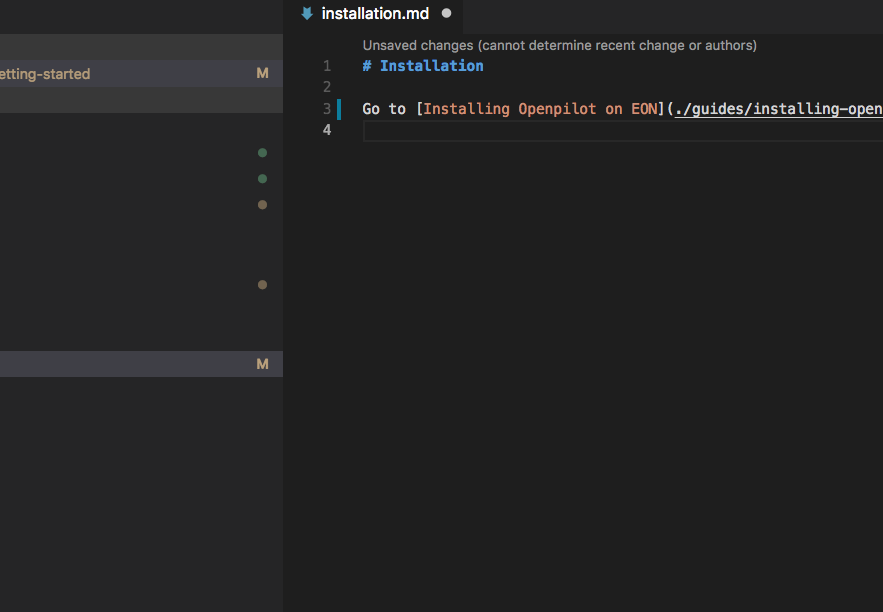 installation.md
etting-started M
M
Unsaved changes (cannot determine recent change or authors)
1 # Installation
2
3 Go to [Installing Openpilot on EON](./guides/installing-open
4